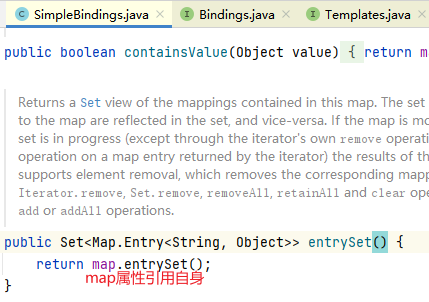 SimpleBindings.java × Bindings.java × Templates.java
public boolean containsValue(Object value) { return
Returns a Set view of the mappings contained in this map. The set
to the map are reflected in the set, and vice-versa. If the map is
set is in progress (except through the iterator's own remove
operation on a map entry returned by the iterator) the results of
supports element removal, which removes the corresponding
Iterator.remove, Set.remove, removeAll, retainAll and clear
add or addAll operations.
public Set<Map.Entry<String, Object>> entrySet() {
return map.entrySet();
map属性引用自身
}